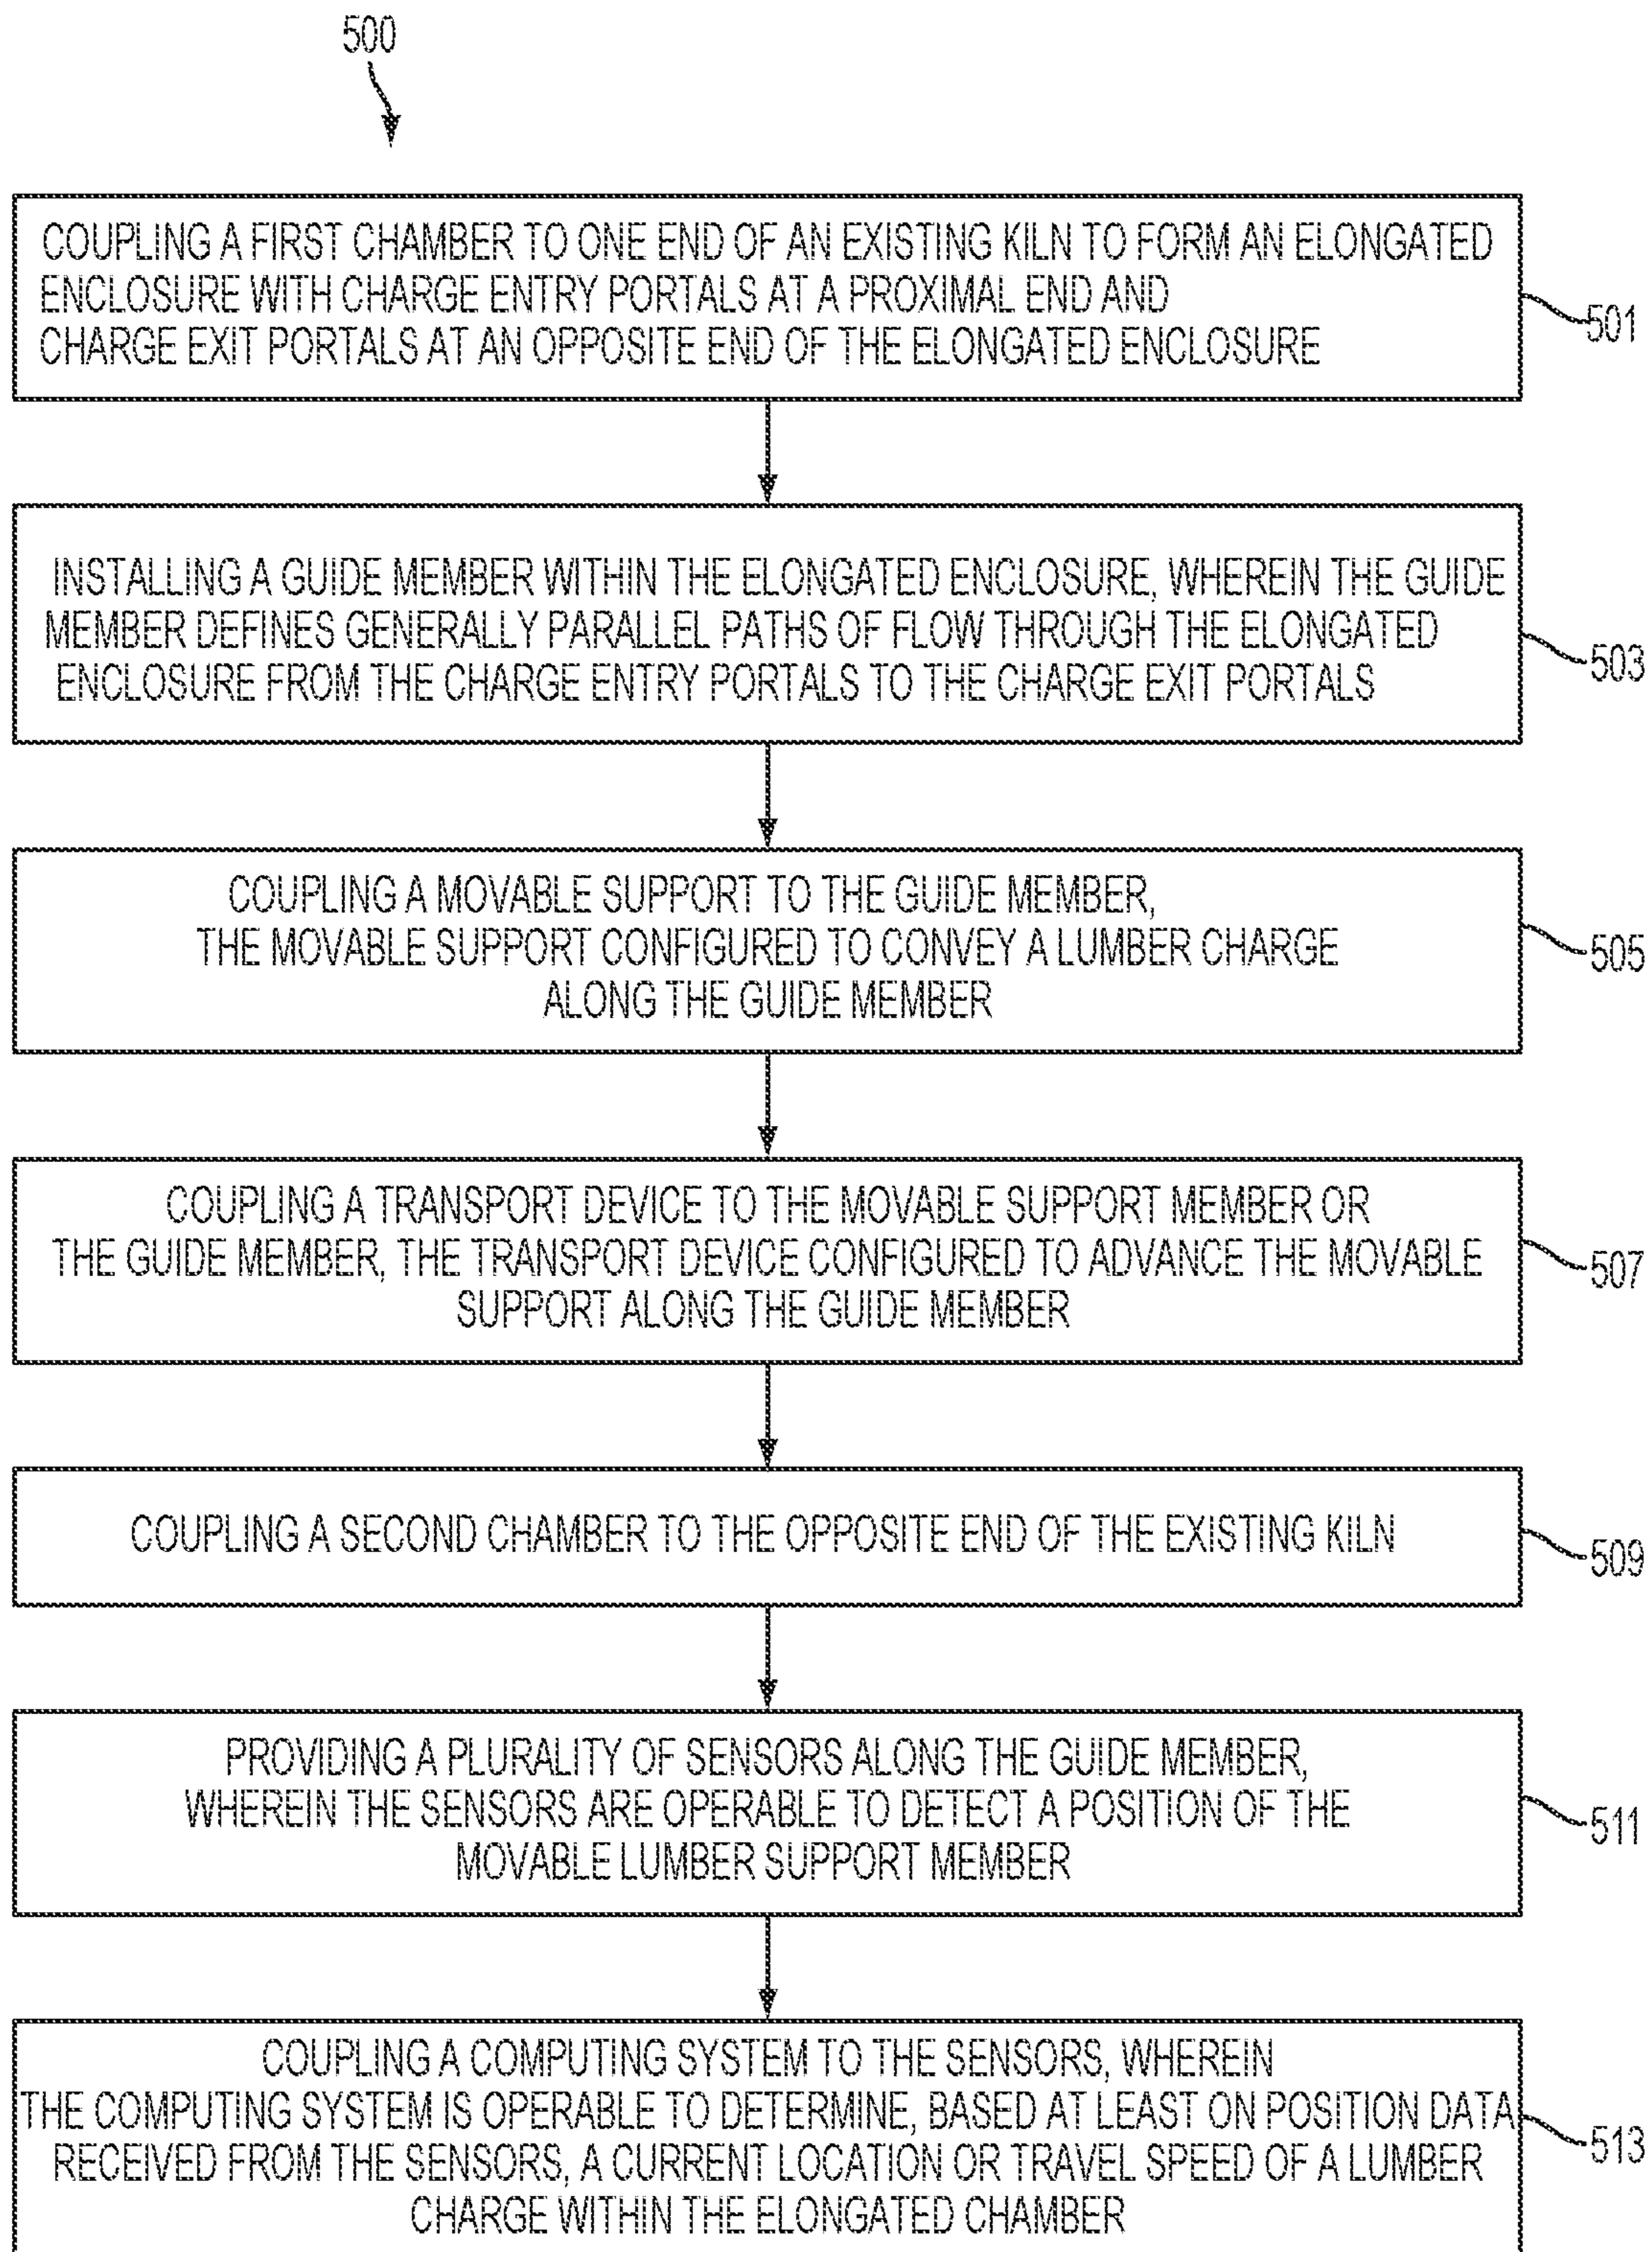 500
COUPLING A FIRST CHAMBER TO ONE END OF AN EXISTING KILN TO FORM AN ELONGATED
ENCLOSURE WITH CHARGE ENTRY PORTALS AT A PROXIMAL END AND
CHARGE EXIT PORTALS AT AN OPPOSITE END OF THE ELONGATED ENCLOSURE
501
INSTALLING A GUIDE MEMBER WITHIN THE ELONGATED ENCLOSURE, WHEREIN THE GUIDE
MEMBER DEFINES GENERALLY PARALLEL PATHS OF FLOW THROUGH THE ELONGATED
ENCLOSURE FROM THE CHARGE ENTRY PORTALS TO THE CHARGE EXIT PORTALS
503
COUPLING A MOVABLE SUPPORT TO THE GUIDE MEMBER,
THE MOVABLE SUPPORT CONFIGURED TO CONVEY A LUMBER CHARGE
ALONG THE GUIDE MEMBER
505
COUPLING A TRANSPORT DEVICE TO THE MOVABLE SUPPORT MEMBER OR
THE GUIDE MEMBER, THE TRANSPORT DEVICE CONFIGURED TO ADVANCE THE MOVABLE
SUPPORT ALONG THE GUIDE MEMBER
507
COUPLING A SECOND CHAMBER TO THE OPPOSITE END OF THE EXISTING KILN
509
PROVIDING A PLURALITY OF SENSORS ALONG THE GUIDE MEMBER,
WHEREIN THE SENSORS ARE OPERABLE TO DETECT A POSITION OF THE
MOVABLE LUMBER SUPPORT MEMBER
511
COUPLING A COMPUTING SYSTEM TO THE SENSORS, WHEREIN
THE COMPUTING SYSTEM IS OPERABLE TO DETERMINE, BASED AT LEAST ON POSITION DATA
RECEIVED FROM THE SENSORS, A CURRENT LOCATION OR TRAVEL SPEED OF A LUMBER
CHARGE WITHIN THE ELONGATED CHAMBER
513